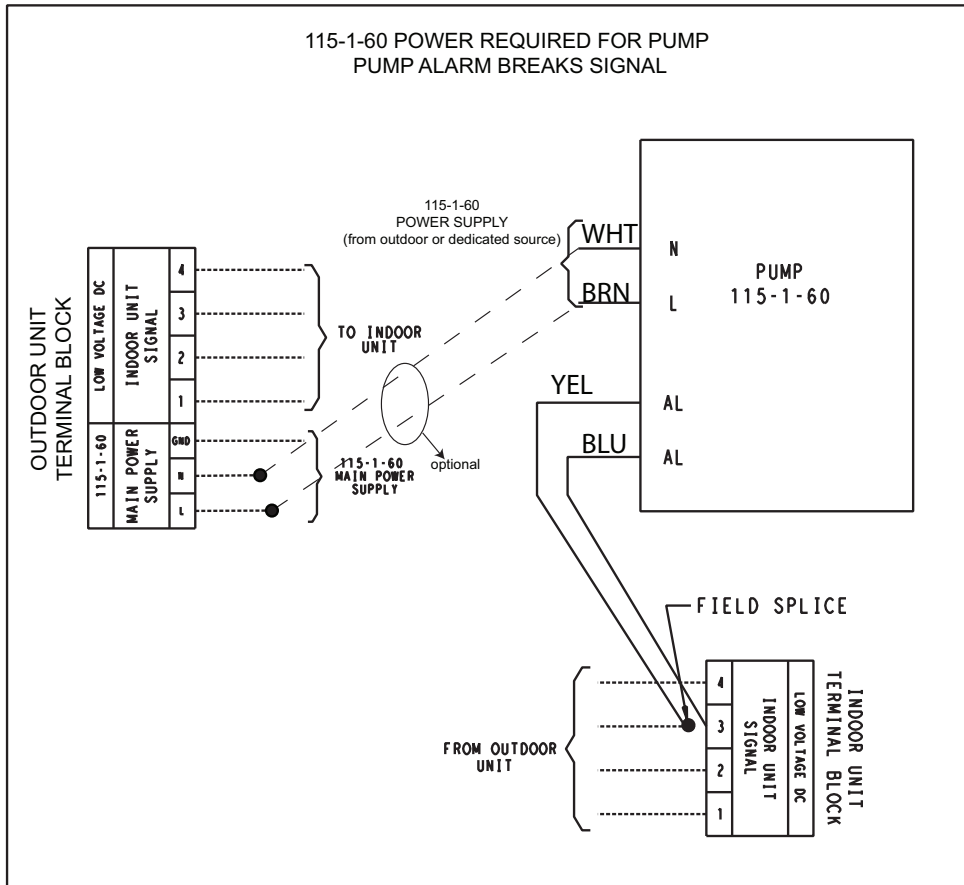 115-1-60 POWER REQUIRED FOR PUMP
PUMP ALARM BREAKS SIGNAL
115-1-60
POWER SUPPLY
(from outdoor or dedicated source)
WHT
BRN
N
L
PUMP
115-1-60
YEL
BLU
AL
AL
OUTDOOR UNIT
TERMINAL BLOCK
LOW VOLTAGE DC
INDOOR UNIT
SIGNAL
4
3
2
1
TO INDOOR
UNIT
115-1-60
MAIN POWER
SUPPLY
GND
N
L
115-1-60
MAIN POWER
SUPPLY
optional
FIELD SPLICE
FROM OUTDOOR
UNIT
4
3
2
1
INDOOR UNIT
SIGNAL
LOW VOLTAGE DC
INDOOR UNIT
TERMINAL BLOCK